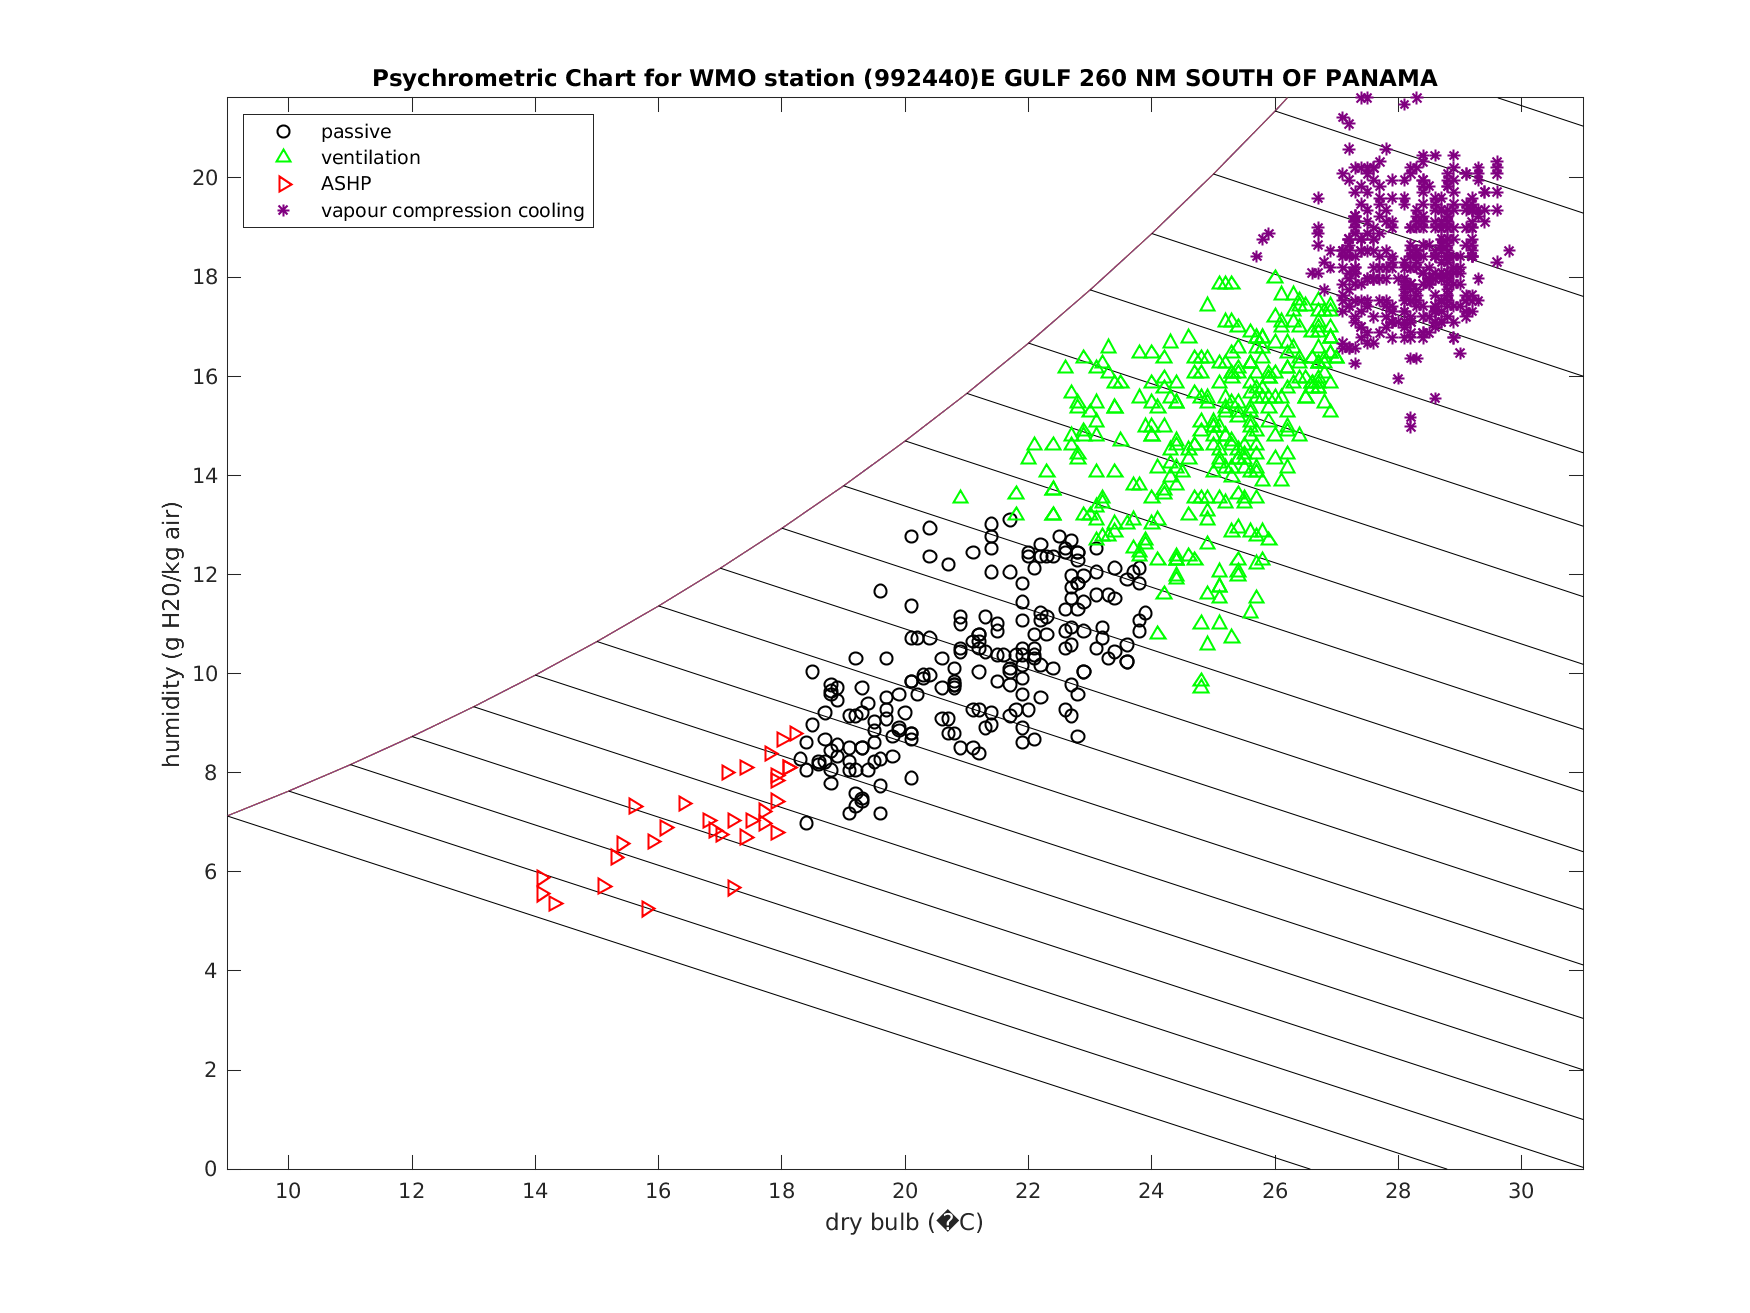 Psychrometric Chart for WMO station (992440)E GULF 260 NM SOUTH OF PANAMA
passive
ventilation
ASHP
vapour compression cooling
humidity (g H20/kg air)
20
18
16
14
12
10
8
6
4
2
0
10 12 14 16 18 20 22 24 26 28 30
dry bulb (�C)